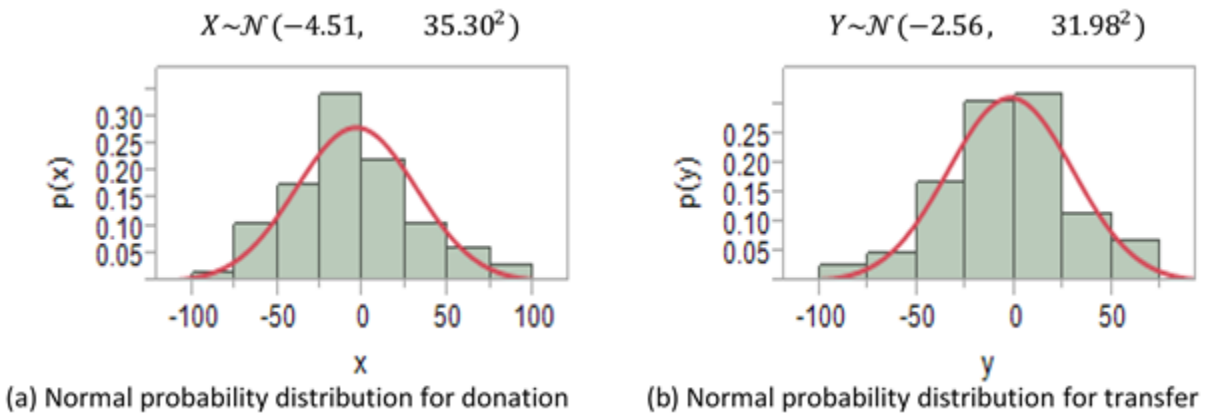 X~𝒩(−4.51, 35.30²)
p(x)
0.30
0.25
0.20
0.15
0.10
0.05
-100 -50 0 50 100
x
(a) Normal probability distribution for donation
Y~𝒩(−2.56, 31.98²)
p(y)
0.25
0.20
0.15
0.10
0.05
-100 -50 0 50
y
(b) Normal probability distribution for transfer